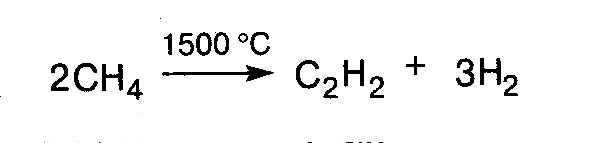 1500 °C
2CH₄ ⟶ C₂H₂ + 3H₂